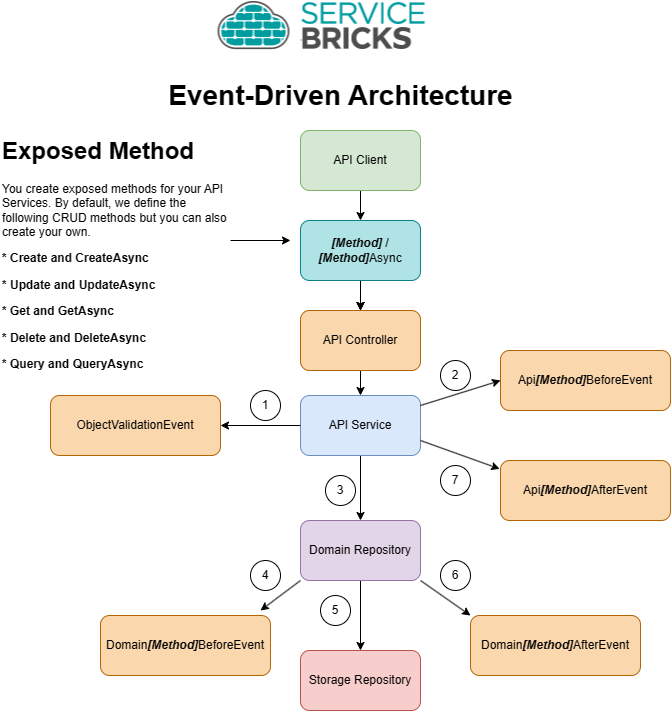 SERVICE
BRICKS
Event-Driven Architecture
Exposed Method
You create exposed methods for your API
Services. By default, we define the
following CRUD methods but you can also
create your own.
* Create and CreateAsync
* Update and UpdateAsync
* Get and GetAsync
* Delete and DeleteAsync
* Query and QueryAsync
API Client
[Method] /
[Method]Async
API Controller
2
Api[Method]BeforeEvent
1
ObjectValidationEvent
API Service
7
Api[Method]AfterEvent
3
Domain Repository
4
5
6
Domain[Method]BeforeEvent
Domain[Method]AfterEvent
Storage Repository